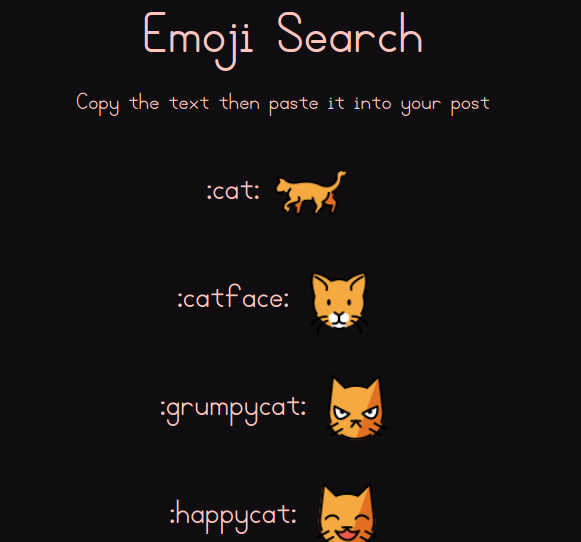 Emoji Search
Copy the text then paste it into your post
:cat:
:catface:
:grumpycat:
:happycat: